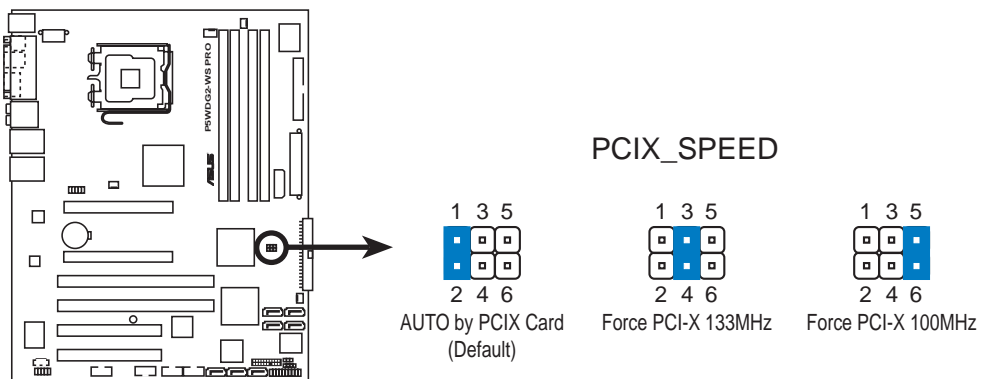 P5WDG2-WS PRO
ASUS
PCIX_SPEED
1 3 5
2 4 6
AUTO by PCIX Card
(Default)
1 3 5
2 4 6
Force PCI-X 133MHz
1 3 5
2 4 6
Force PCI-X 100MHz